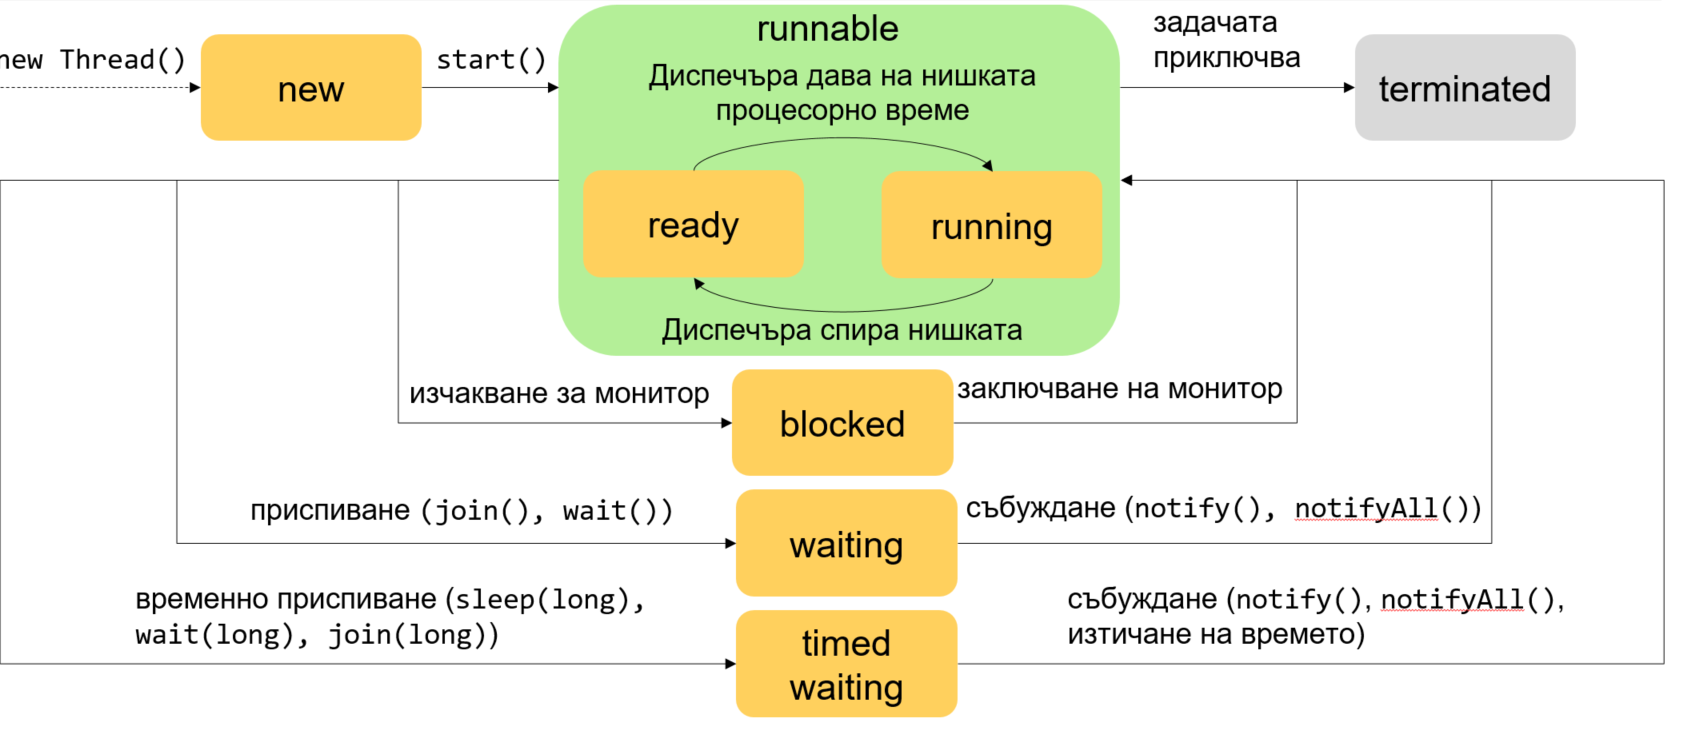 new Thread()
new
start()
runnable
Диспечъра дава на нишката
процесорно време
ready
running
Диспечъра спира нишката
задачата
приключва
terminated
изчакване за монитор
blocked
заключване на монитор
приспиване (join(), wait())
waiting
събуждане (notify(), notifyAll())
временно приспиване (sleep(long),
wait(long), join(long))
timed
waiting
събуждане (notify(), notifyAll(),
изтичане на времето)